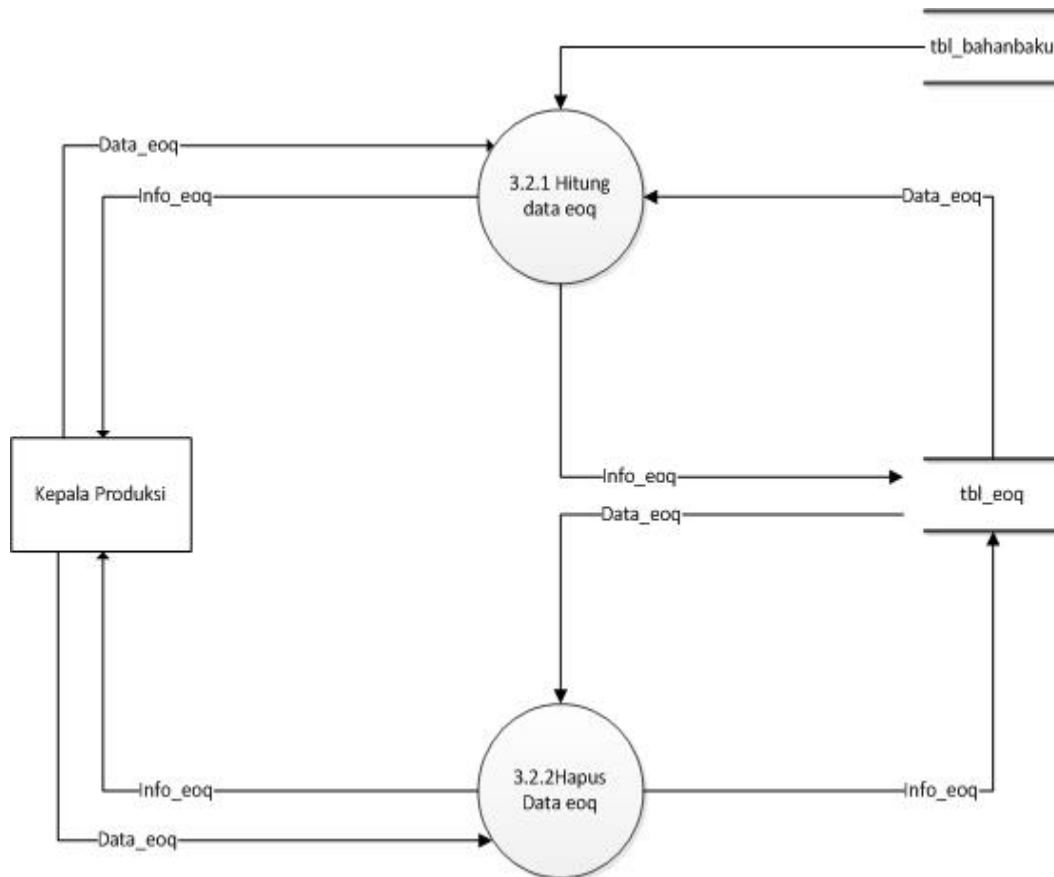 tbl_bahanbaku
Data_eoq
3.2.1 Hitung
data eoq
Info_eoq
Data_eoq
Kepala Produksi
Info_eoq
tbl_eoq
Data_eoq
3.2.2Hapus
Data eoq
Info_eoq
Info_eoq
Data_eoq